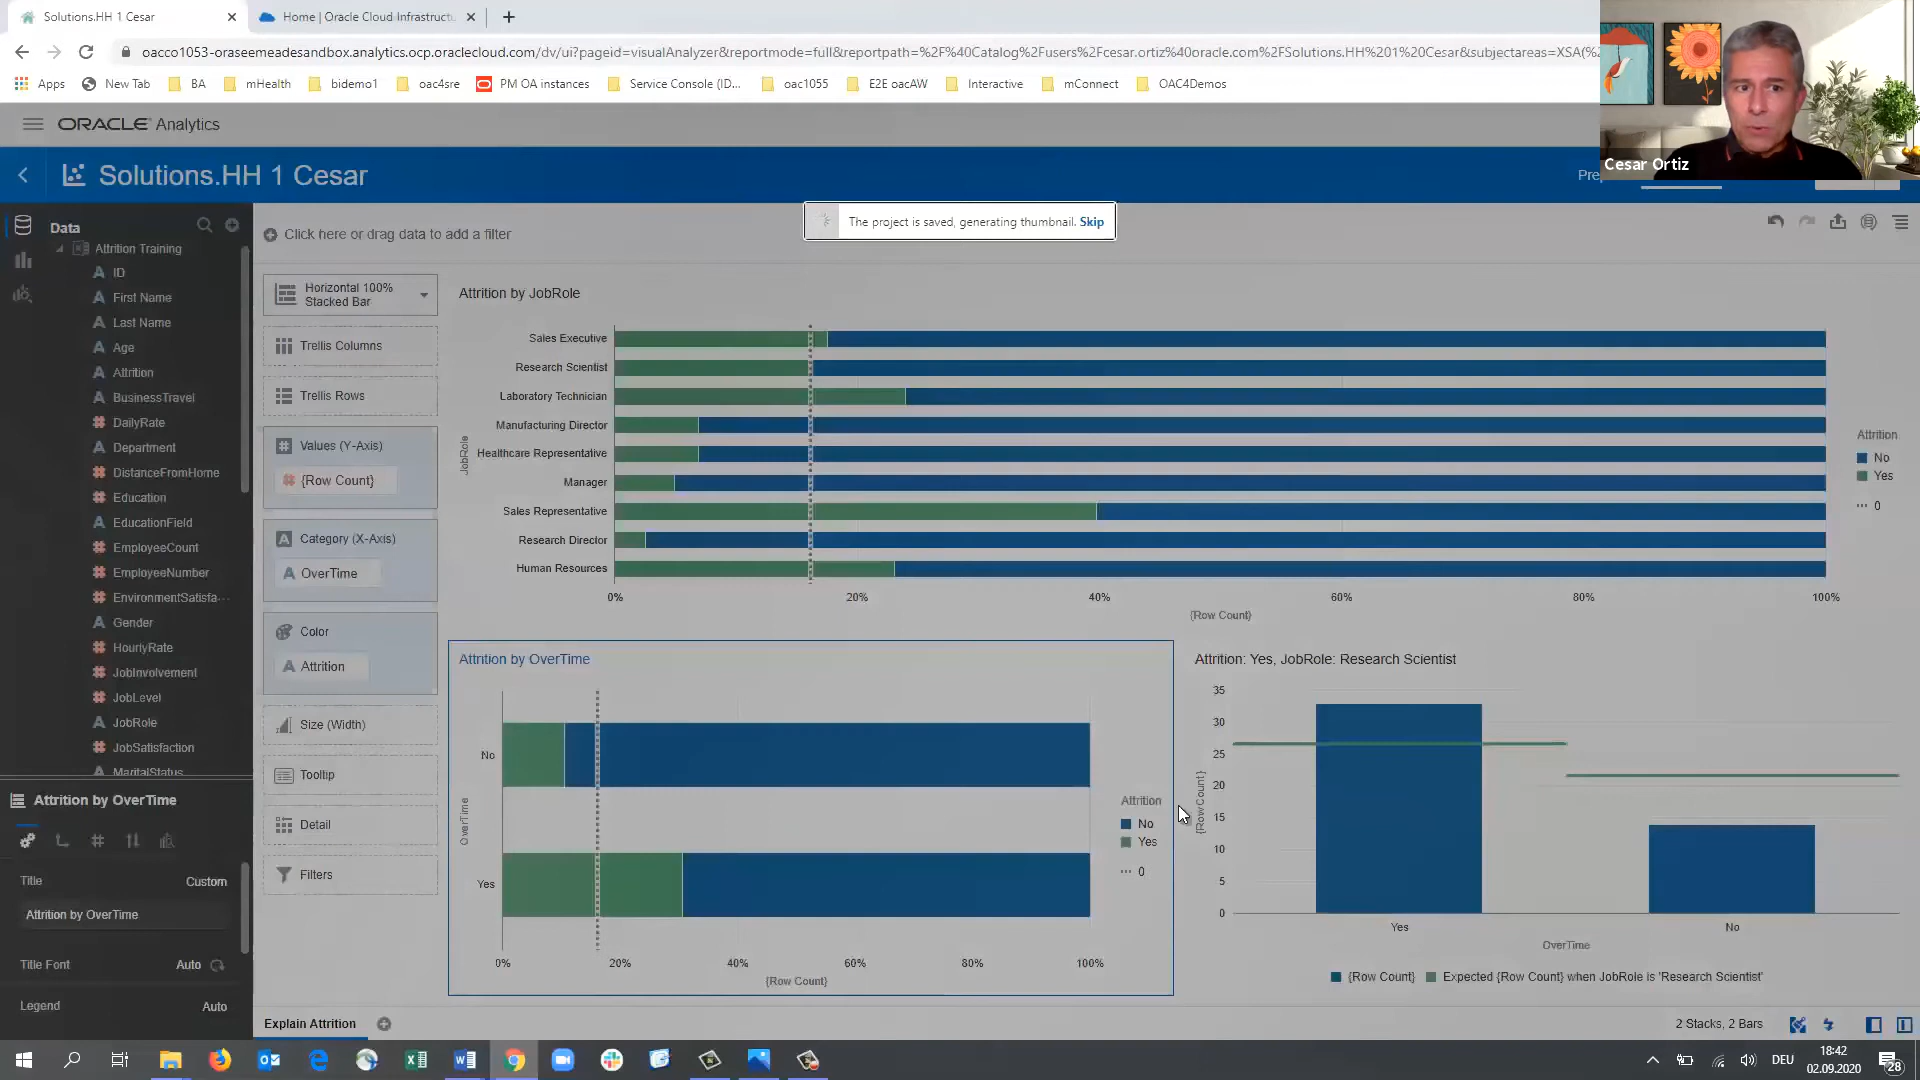 Solutions.HH 1 Cesar
Home | Oracle Cloud Infrastruct
oacco1053-oraseemeadesandbox.analytics.ocp.oraclecloud.com/dv/ui?pageid=visualAnalyzer&reportmode=full&reportpath=%2F%40Catalog%2Fusers%2Fcesar.ortiz%40oracle.com%2FSolutions.HH%201%20Cesar&subjectareas=XSA(%
Apps New Tab BA mHealth bidemo1 oac4sre PM OA instances Service Console (ID... oac1055 E2E oacAW Interactive mConnect OAC4Demos
Cesar Ortiz
ORACLE Analytics
Solutions.HH 1 Cesar
The project is saved, generating thumbnail. Skip
Data
Attrition Training
ID
First Name
Last Name
Age
Attrition
BusinessTravel
DailyRate
Department
DistanceFromHome
Education
EducationField
EmployeeCount
EmployeeNumber
EnvironmentSatisfa...
Gender
HourlyRate
JobInvolvement
JobLevel
JobRole
JobSatisfaction
MaritalStatus
Attrition by OverTime
Title Custom
Attrition by OverTime
Title Font Auto
Legend Auto
Click here or drag data to add a filter
Horizontal 100%
Stacked Bar
Trellis Columns
Trellis Rows
Values (Y-Axis)
{Row Count}
Category (X-Axis)
A OverTime
Color
A Attrition
Size (Width)
Tooltip
Detail
Filters
Attrition by JobRole
JobRole
Sales Executive
Research Scientist
Laboratory Technician
Manufacturing Director
Healthcare Representative
Manager
Sales Representative
Research Director
Human Resources
0% 20% 40% 60% 80% 100%
{Row Count}
Attrition
No
Yes
0
Attrition by OverTime
OverTime
No
Yes
0% 20% 40% 60% 80% 100%
{Row Count}
Attrition
No
Yes
0
Attrition: Yes, JobRole: Research Scientist
{Row Count}
35
30
25
20
15
10
5
0
Yes No
OverTime
{Row Count} Expected {Row Count} when JobRole is 'Research Scientist'
Explain Attrition
2 Stacks, 2 Bars
DEU
18:42
02.09.2020
28